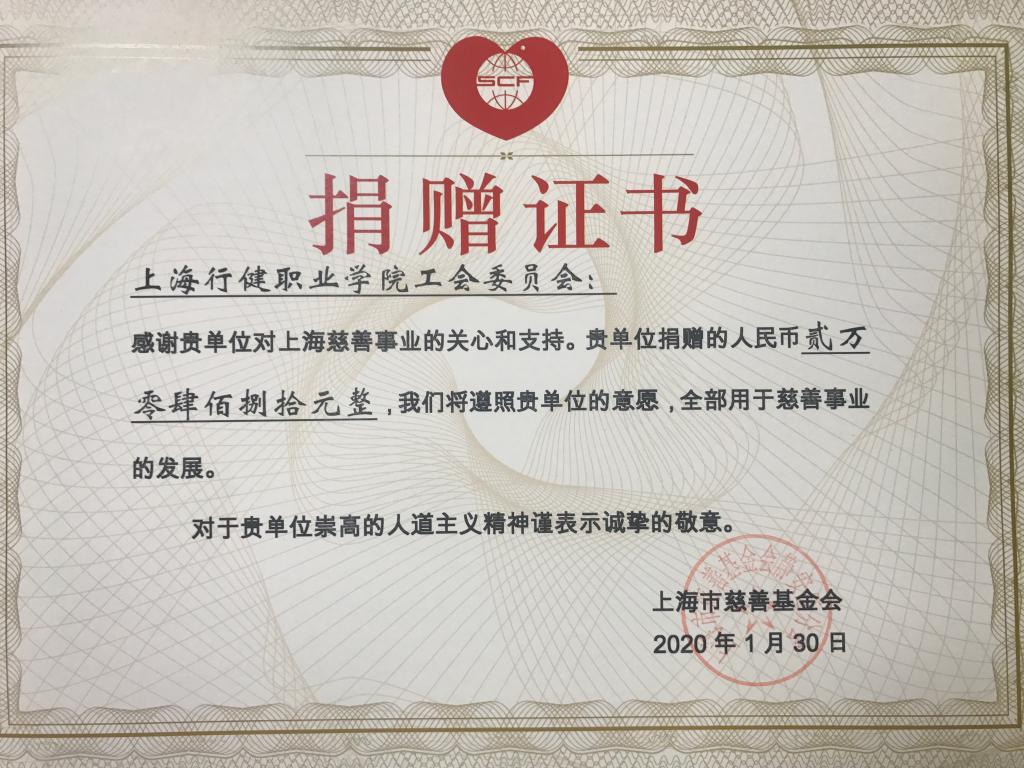 SCF
捐赠证书
上海行健职业学院工会委员会：
感谢贵单位对上海慈善事业的关心和支持。贵单位捐赠的人民币贰万
零肆佰捌拾元整，我们将遵照贵单位的意愿，全部用于慈善事业
的发展。
对于贵单位崇高的人道主义精神谨表示诚挚的敬意。
上海市慈善基金会
2020年1月30日